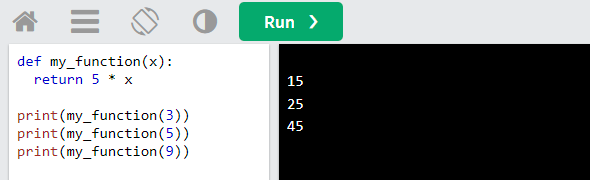 Run ❯
def my_function(x):
  return 5 * x
print(my_function(3))
print(my_function(5))
print(my_function(9))
15
25
45